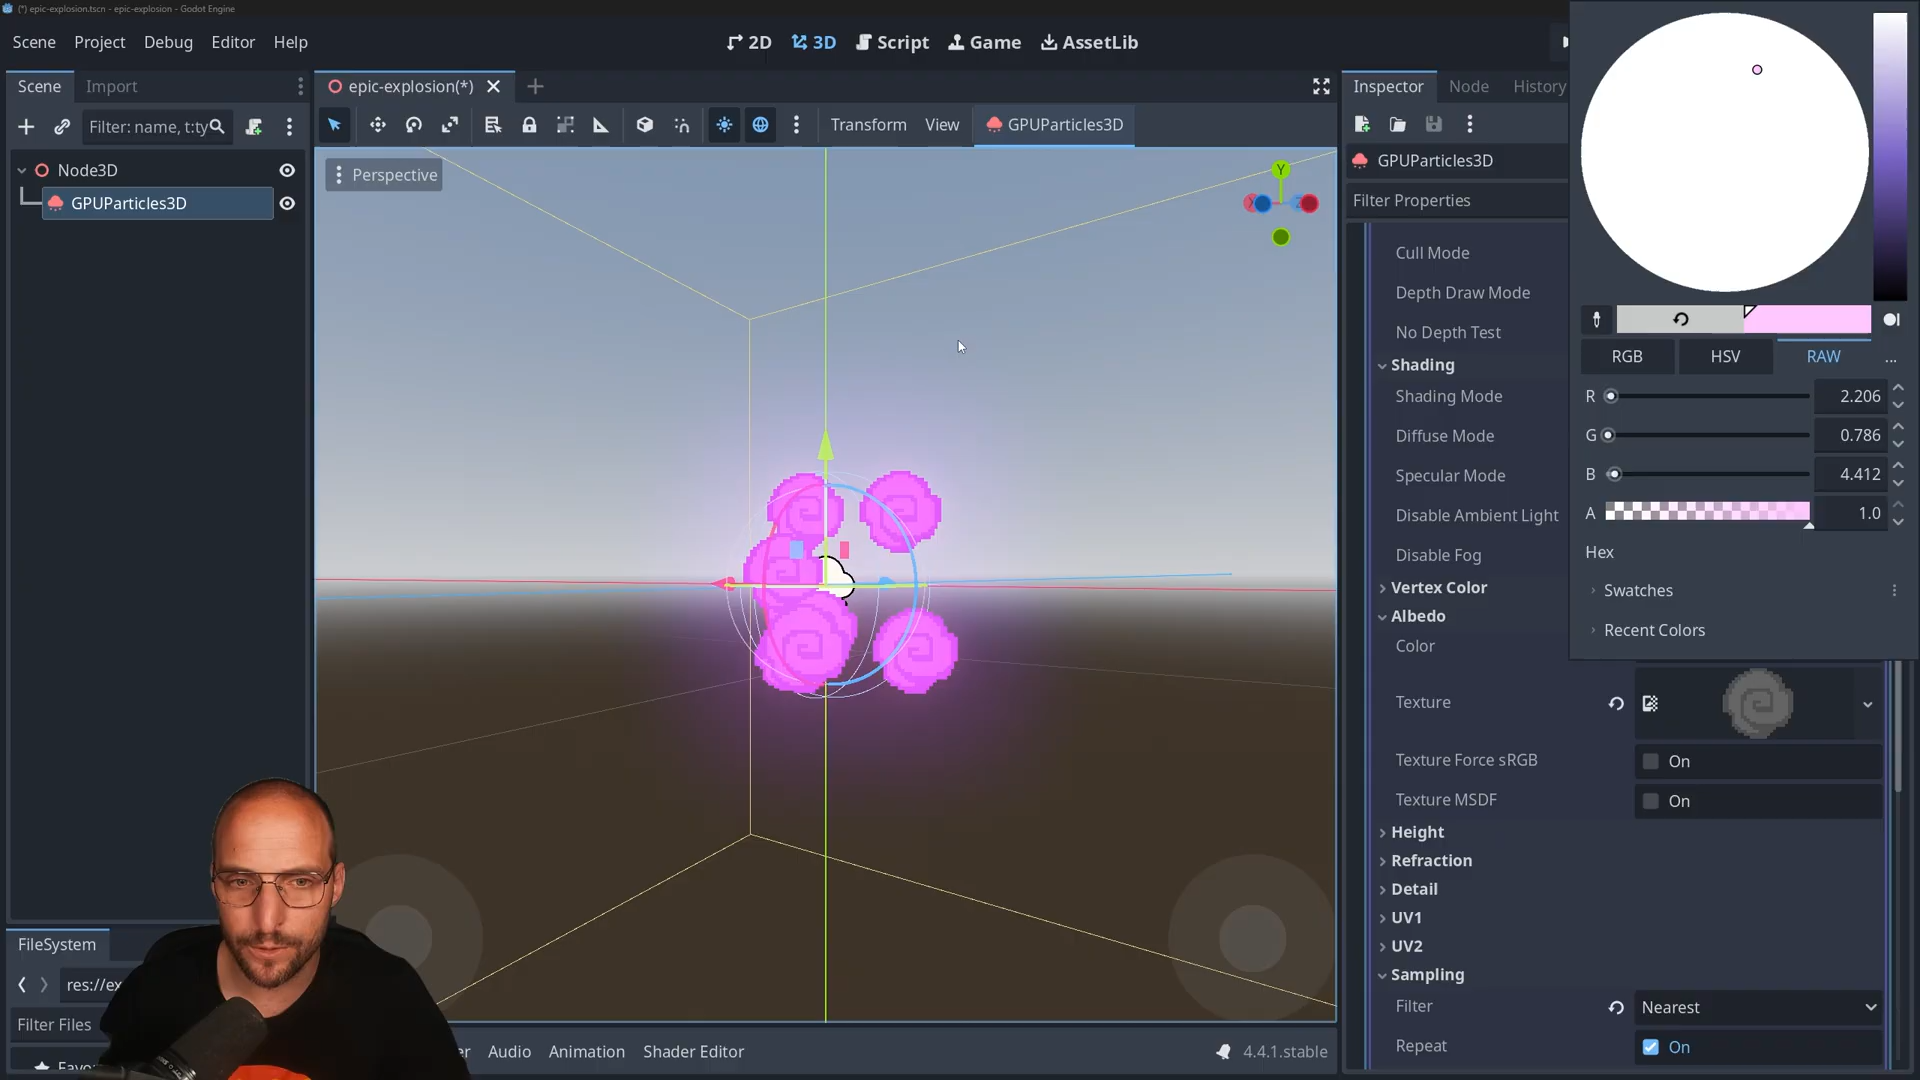 (*) epic-explosion.tscn - epic-explosion - Godot Engine
Scene Project Debug Editor Help
2D 3D Script Game AssetLib
Scene Import
Filter: name, t:ty
Node3D
GPUParticles3D
epic-explosion(*)
Transform View GPUParticles3D
Perspective
Y
X
Z
FileSystem
res://ex
Filter Files
Favo
er Audio Animation Shader Editor
4.4.1.stable
Inspector Node History
GPUParticles3D
Filter Properties
Cull Mode
Depth Draw Mode
No Depth Test
Shading
Shading Mode
Diffuse Mode
Specular Mode
Disable Ambient Light
Disable Fog
Vertex Color
Albedo
Color
Texture
Texture Force sRGB On
Texture MSDF On
Height
Refraction
Detail
UV1
UV2
Sampling
Filter Nearest
Repeat On
RGB HSV RAW ...
R 2.206
G 0.786
B 4.412
A 1.0
Hex
Swatches
Recent Colors